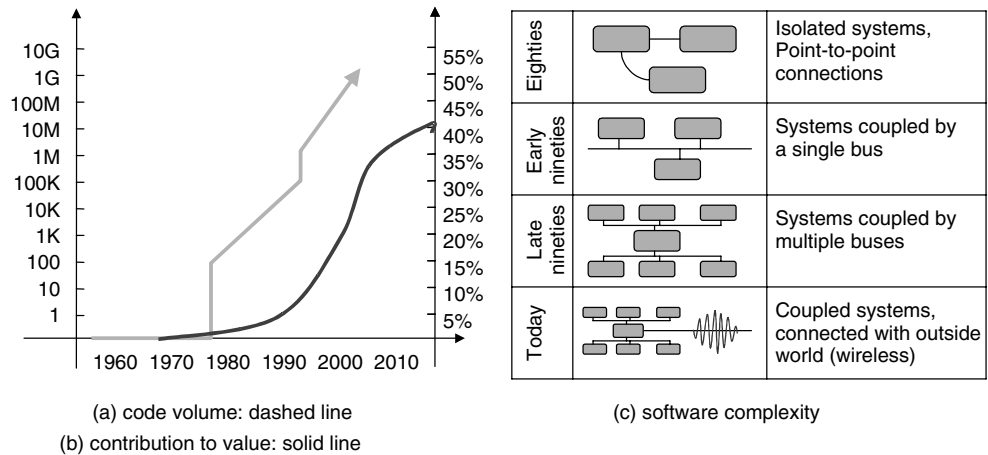 10G
1G
100M
10M
1M
100K
10K
1K
100
10
1
55%
50%
45%
40%
35%
30%
25%
20%
15%
10%
5%
1960 1970 1980 1990 2000 2010
(a) code volume: dashed line
(b) contribution to value: solid line
Eighties
Isolated systems,
Point-to-point
connections
Early
nineties
Systems coupled by
a single bus
Late
nineties
Systems coupled by
multiple buses
Today
Coupled systems,
connected with outside
world (wireless)
(c) software complexity